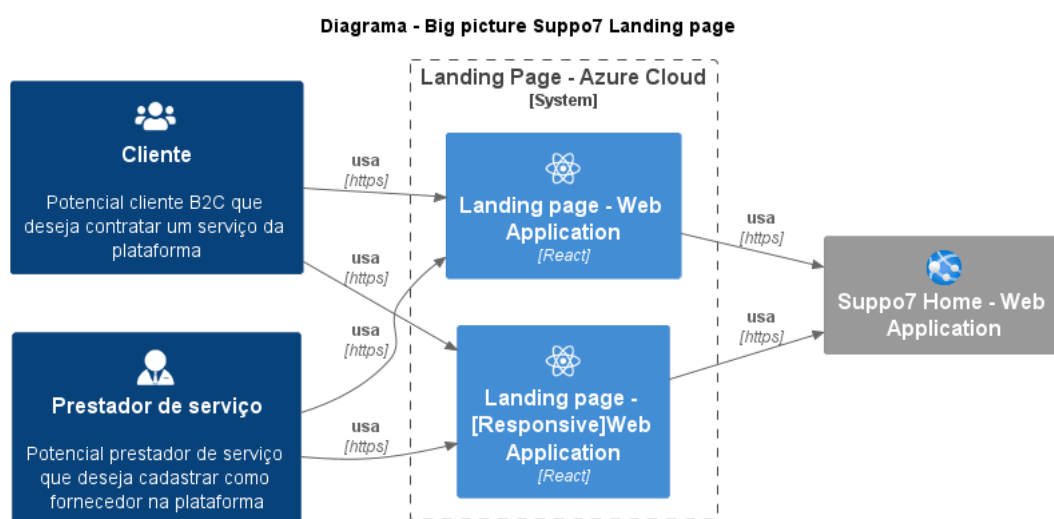 Diagrama - Big picture Suppo7 Landing page
Cliente
Potencial cliente B2C que
deseja contratar um serviço da
plataforma
Prestador de serviço
Potencial prestador de serviço
que deseja cadastrar como
fornecedor na plataforma
usa
[https]
usa
[https]
usa
[https]
usa
[https]
Landing Page - Azure Cloud
[System]
Landing page - Web
Application
[React]
Landing page -
[Responsive]Web
Application
[React]
usa
[https]
usa
[https]
Suppo7 Home - Web
Application